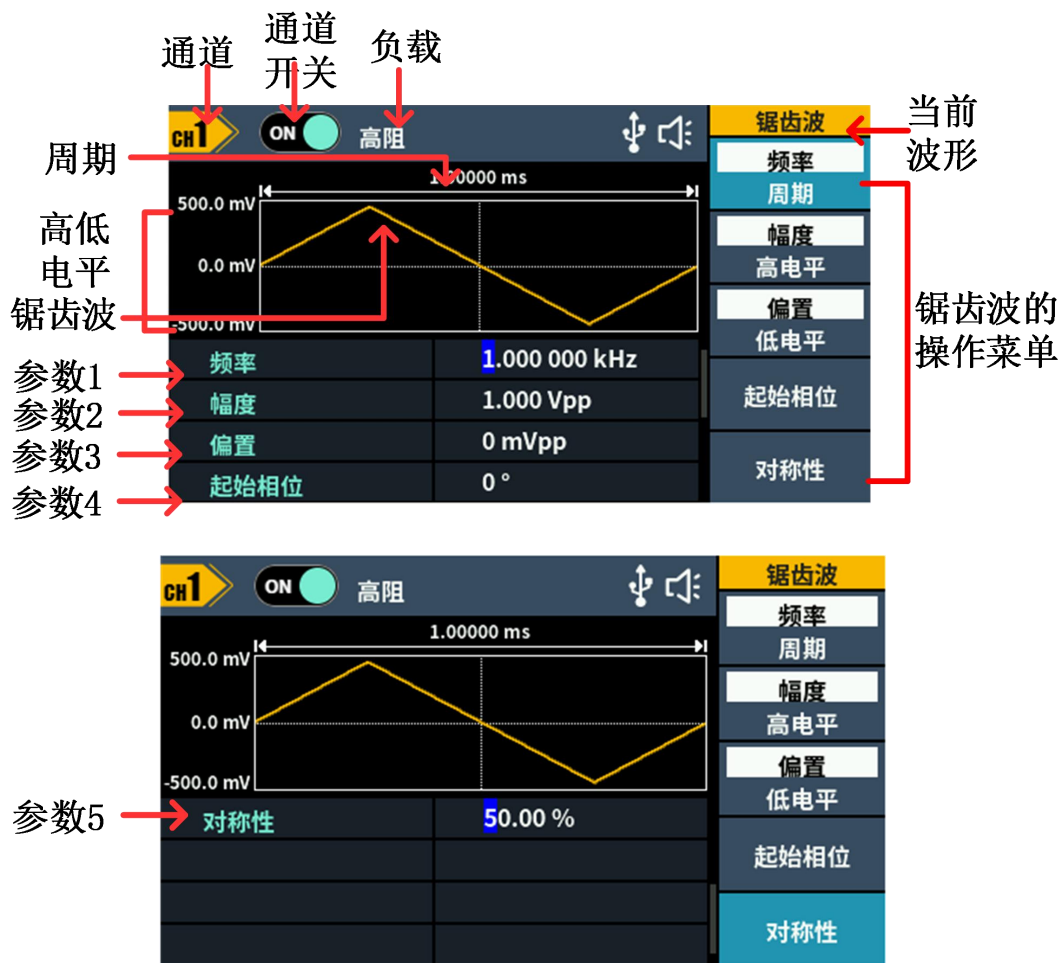 通道
通道
开关
负载
CH1
ON
高阻
锯齿波
当前
波形
周期
1.00000 ms
频率
周期
500.0 mV
高低
电平
幅度
高电平
0.0 mV
锯齿波
-500.0 mV
偏置
低电平
锯齿波的
操作菜单
参数1
频率
1.000 000 kHz
参数2
幅度
1.000 Vpp
起始相位
参数3
偏置
0 mVpp
对称性
参数4
起始相位
0 °
CH1
ON
高阻
锯齿波
1.00000 ms
频率
周期
500.0 mV
幅度
高电平
0.0 mV
偏置
低电平
-500.0 mV
参数5
对称性
50.00 %
起始相位
对称性